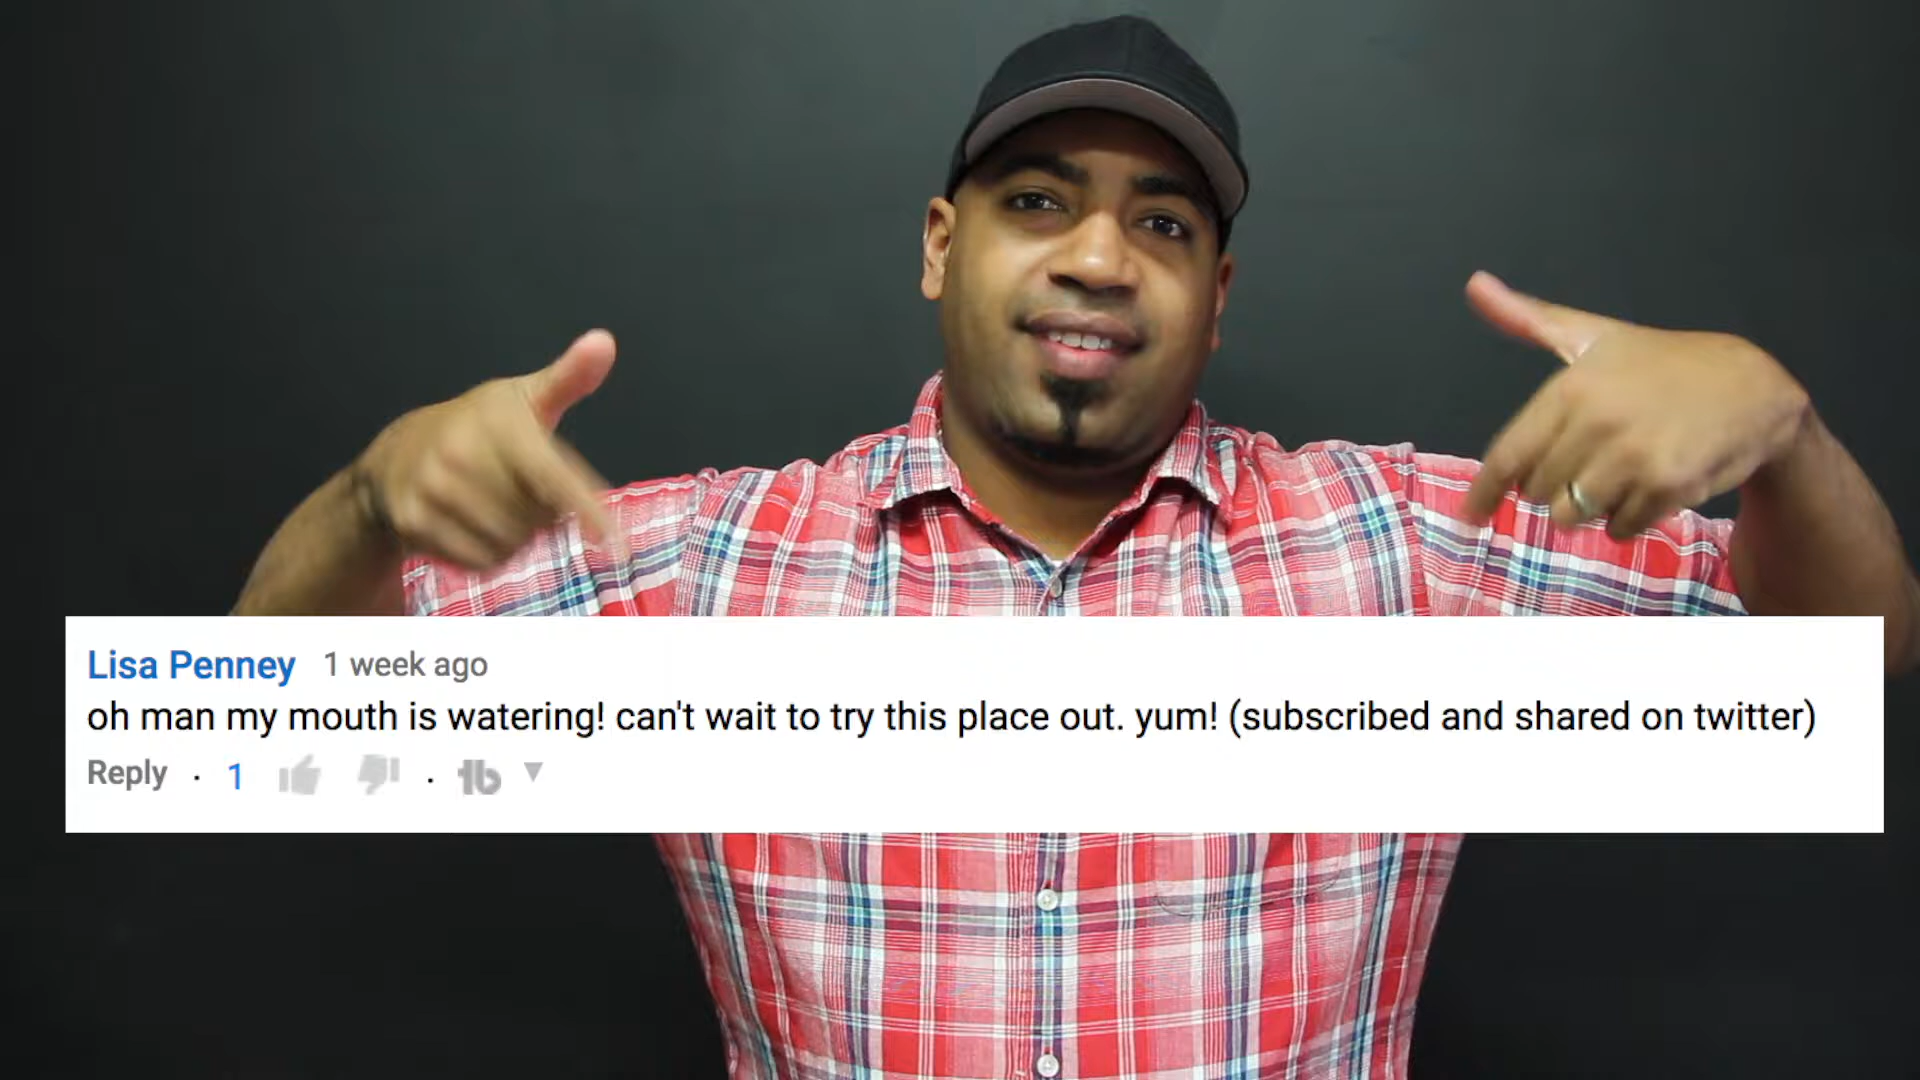 Lisa Penney 1 week ago
oh man my mouth is watering! can't wait to try this place out. yum! (subscribed and shared on twitter)
Reply · 1 · tb